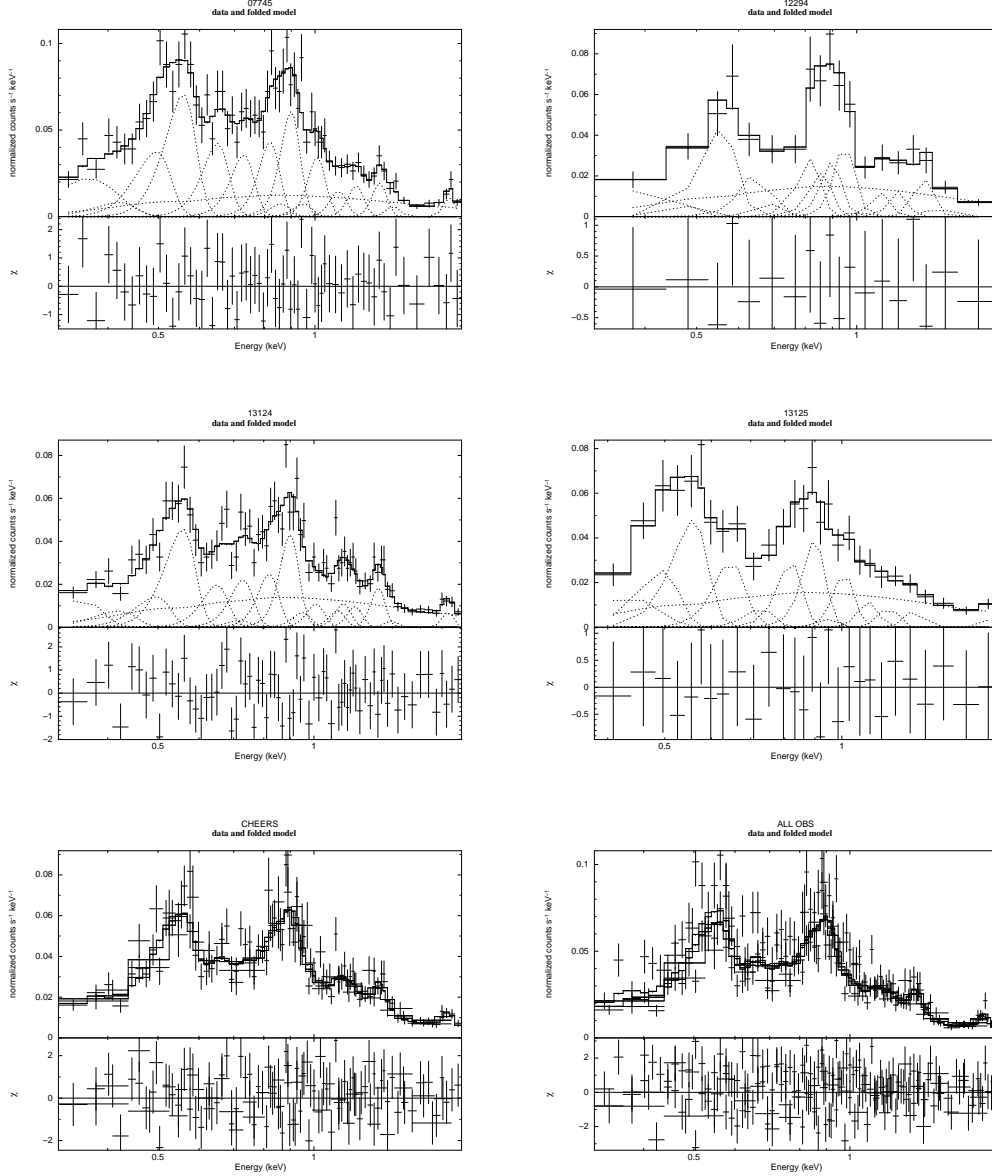 07745
data and folded model
normalized counts s⁻¹ keV⁻¹
0.1
0.05
0
χ
2
1
0
−1
0.5
1
Energy (keV)
12294
data and folded model
normalized counts s⁻¹ keV⁻¹
0.08
0.06
0.04
0.02
0
χ
1
0.5
0
−0.5
0.5
1
Energy (keV)
13124
data and folded model
normalized counts s⁻¹ keV⁻¹
0.08
0.06
0.04
0.02
0
χ
2
1
0
−1
−2
0.5
1
Energy (keV)
13125
data and folded model
normalized counts s⁻¹ keV⁻¹
0.08
0.06
0.04
0.02
0
χ
1
0.5
0
−0.5
0.5
1
Energy (keV)
CHEERS
data and folded model
normalized counts s⁻¹ keV⁻¹
0.08
0.06
0.04
0.02
0
χ
2
0
−2
0.5
1
Energy (keV)
ALL OBS
data and folded model
normalized counts s⁻¹ keV⁻¹
0.1
0.05
0
χ
2
0
−2
0.5
1
Energy (keV)